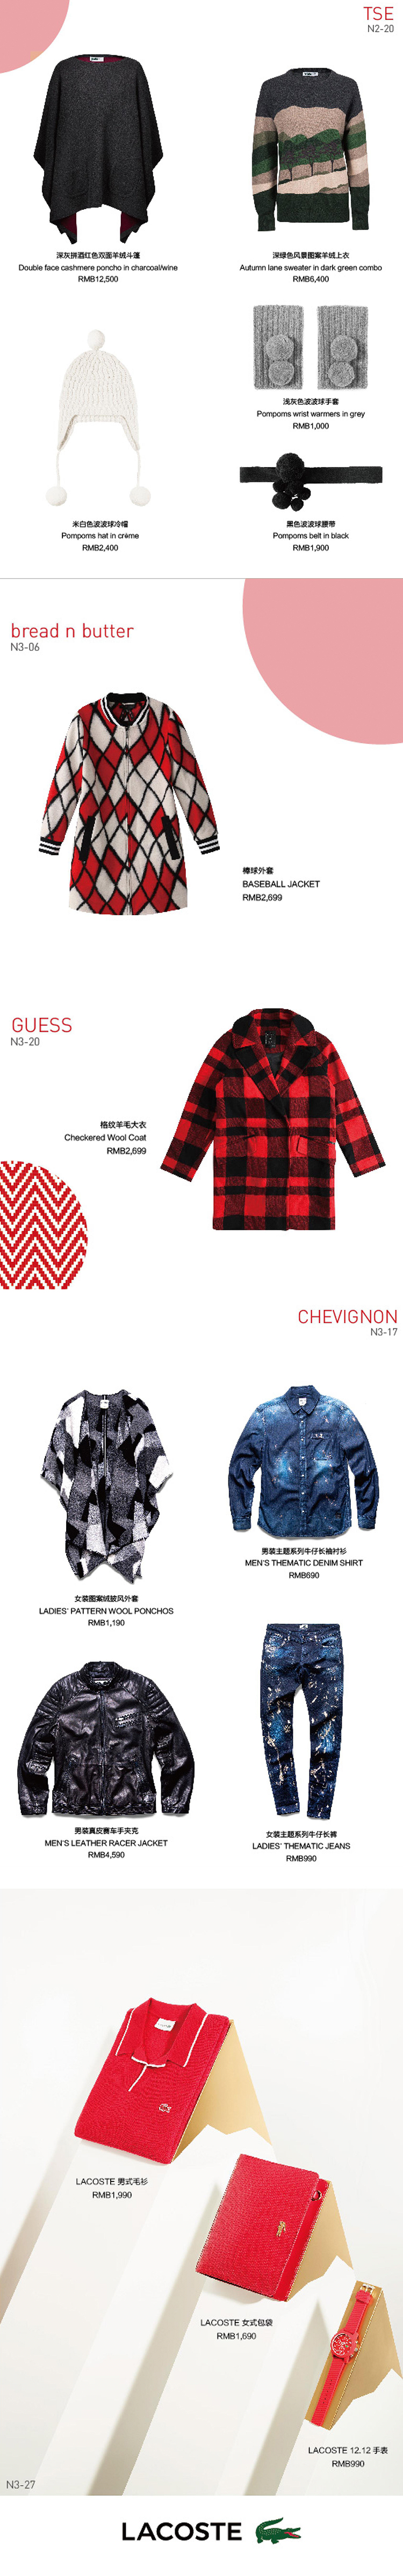 TSE
N2-20
深灰拼酒红色双面羊绒斗篷
Double face cashmere poncho in charcoal/wine
RMB12,500
深绿色风景图案羊绒上衣
Autumn lane sweater in dark green combo
RMB6,400
浅灰色波波球手套
Pompoms wrist warmers in grey
RMB1,000
米白色波波球冷帽
Pompoms hat in crème
RMB2,400
黑色波波球腰带
Pompoms belt in black
RMB1,900
bread n butter
N3-06
棒球外套
BASEBALL JACKET
RMB2,699
GUESS
N3-20
格纹羊毛大衣
Checkered Wool Coat
RMB2,699
CHEVIGNON
N3-17
女装图案绒披风外套
LADIES' PATTERN WOOL PONCHOS
RMB1,190
男装主题系列牛仔长袖衬衫
MEN'S THEMATIC DENIM SHIRT
RMB690
男装真皮赛车手夹克
MEN'S LEATHER RACER JACKET
RMB4,590
女装主题系列牛仔长裤
LADIES' THEMATIC JEANS
RMB990
LACOSTE 男式毛衫
RMB1,990
LACOSTE 女式包袋
RMB1,690
LACOSTE 12.12 手表
RMB990
N3-27
LACOSTE